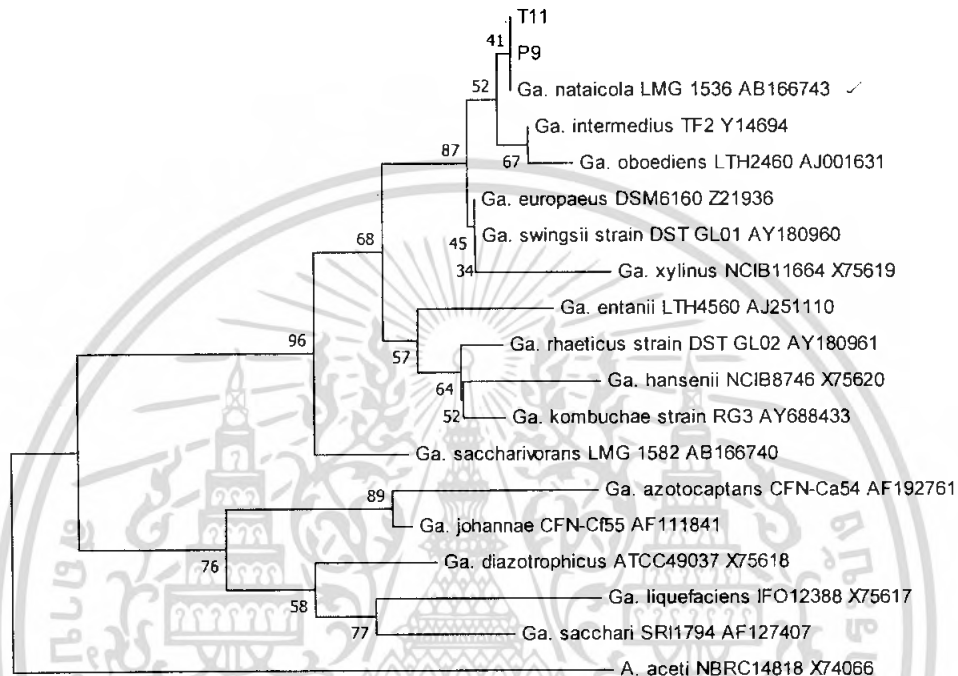 T11
41
P9
52
Ga. nataicola LMG 1536 AB166743
Ga. intermedius TF2 Y14694
87
67
Ga. oboediens LTH2460 AJ001631
Ga. europaeus DSM6160 Z21936
68
45
Ga. swingsii strain DST GL01 AY180960
34
Ga. xylinus NCIB11664 X75619
Ga. entanii LTH4560 AJ251110
96
57
Ga. rhaeticus strain DST GL02 AY180961
64
Ga. hansenii NCIB8746 X75620
52
Ga. kombuchae strain RG3 AY688433
Ga. saccharivorans LMG 1582 AB166740
89
Ga. azotocaptans CFN-Ca54 AF192761
Ga. johannae CFN-Cf55 AF111841
76
Ga. diazotrophicus ATCC49037 X75618
58
Ga. liquefaciens IFO12388 X75617
77
Ga. sacchari SRI1794 AF127407
A. aceti NBRC14818 X74066